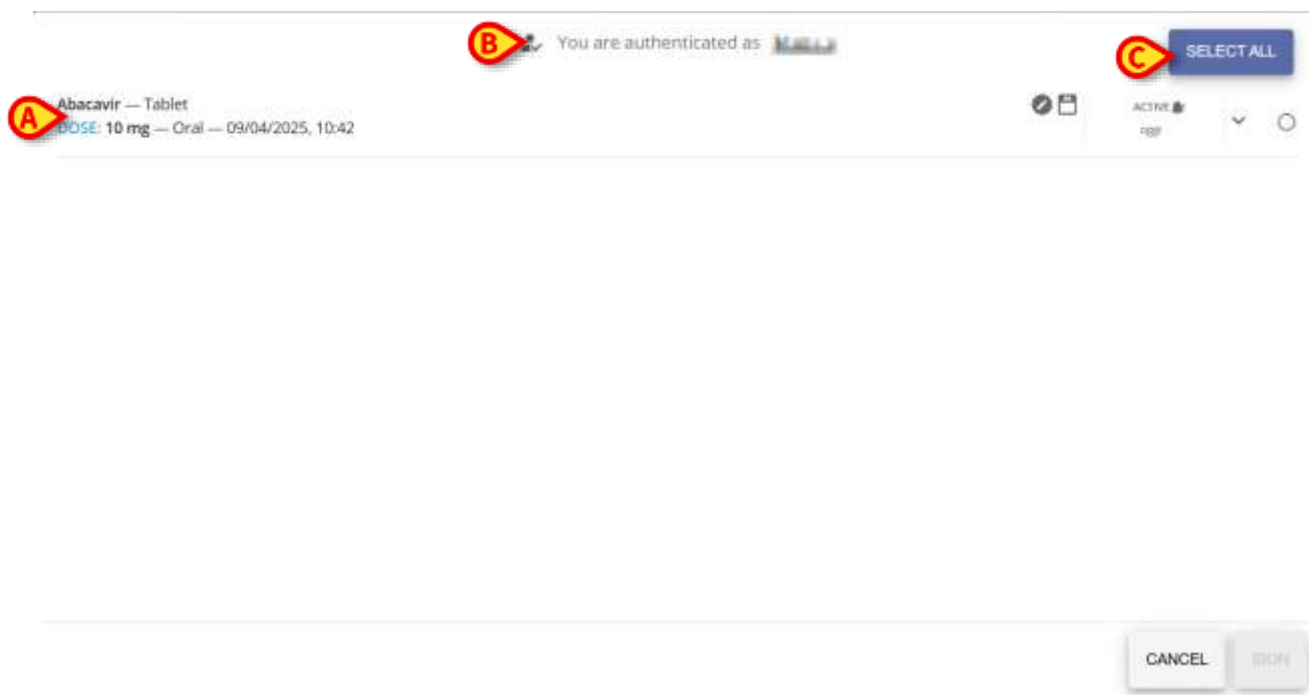 B
You are authenticated as
C
SELECT ALL
A
Abacavir — Tablet
DOSE: 10 mg — Oral — 09/04/2025, 10:42
ACTIVE
CANCEL
SIGN